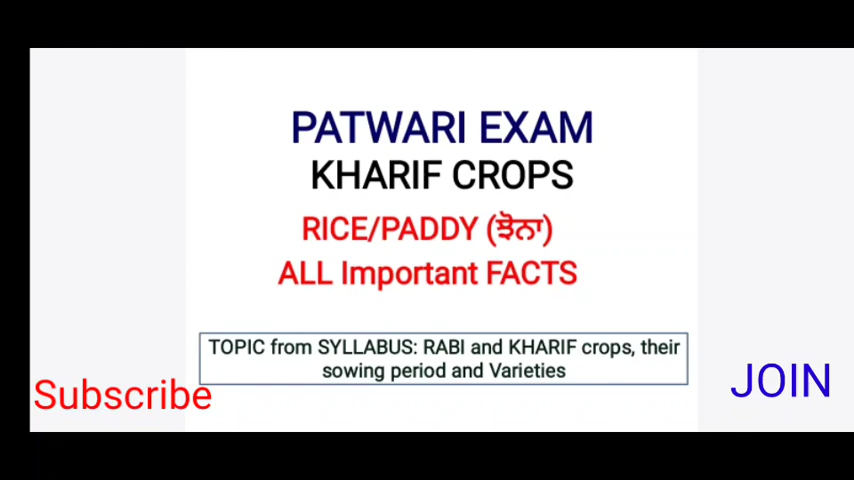 PATWARI EXAM
KHARIF CROPS
RICE/PADDY (ਝੋਨਾ)
ALL Important FACTS
TOPIC from SYLLABUS: RABI and KHARIF crops, their
sowing period and Varieties
Subscribe
JOIN